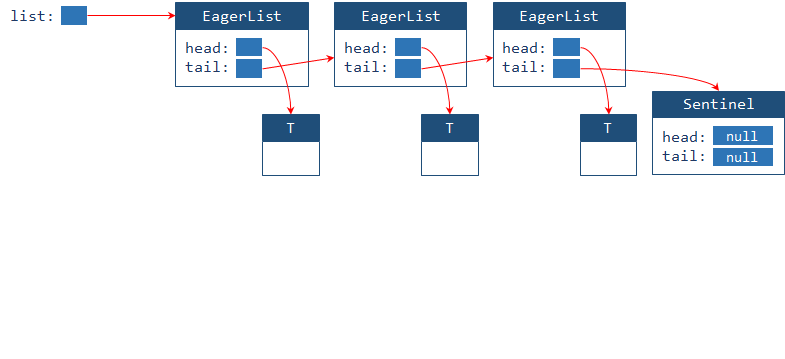 list:
EagerList
head:
tail:
EagerList
head:
tail:
EagerList
head:
tail:
T
T
T
Sentinel
head: null
tail: null